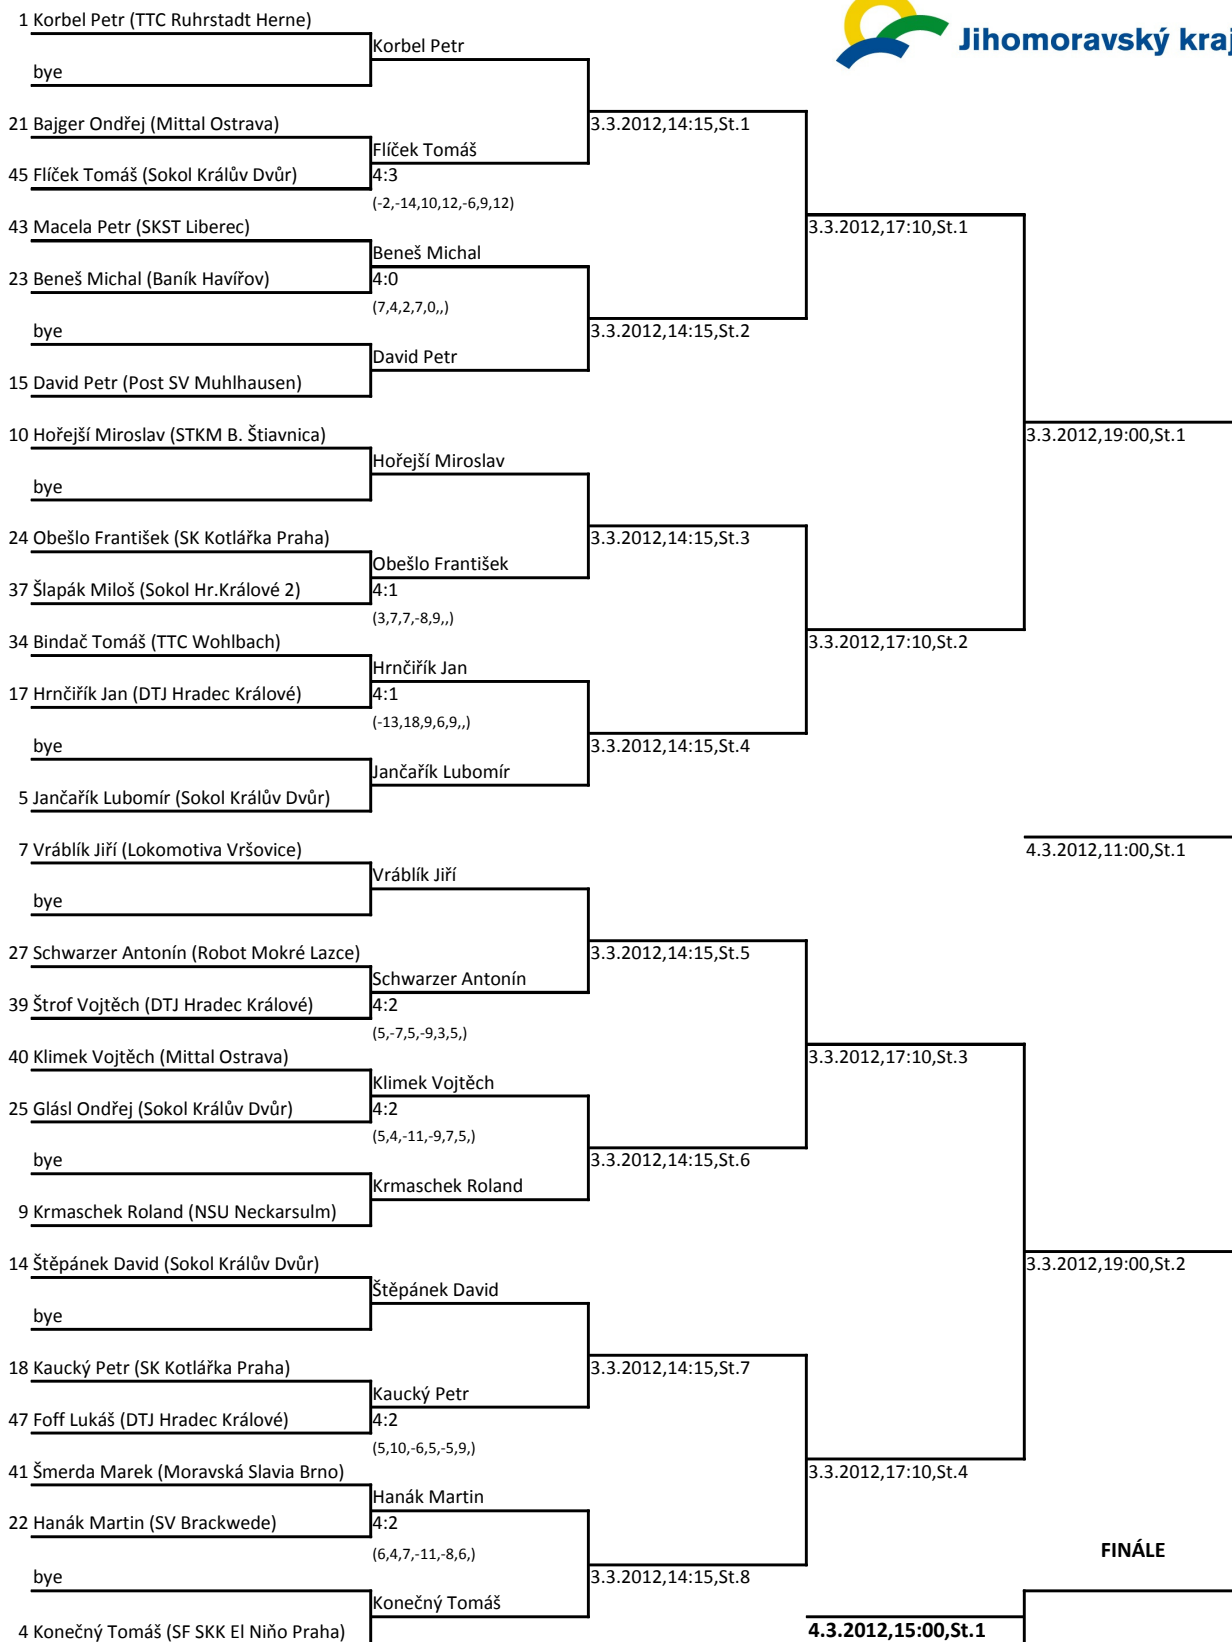 1 Korbel Petr (TTC Ruhrstadt Herne)
Jihomoravský kraj
Korbel Petr
bye
21 Bajger Ondřej (Mittal Ostrava)
3.3.2012,14:15,St.1
Flíček Tomáš
45 Flíček Tomáš (Sokol Králův Dvůr)
4:3
(-2,-14,10,12,-6,9,12)
43 Macela Petr (SKST Liberec)
3.3.2012,17:10,St.1
Beneš Michal
23 Beneš Michal (Baník Havířov)
4:0
(7,4,2,7,0,,)
bye
3.3.2012,14:15,St.2
David Petr
15 David Petr (Post SV Muhlhausen)
10 Hořejší Miroslav (STKM B. Štiavnica)
3.3.2012,19:00,St.1
Hořejší Miroslav
bye
24 Obešlo František (SK Kotlářka Praha)
3.3.2012,14:15,St.3
Obešlo František
37 Šlapák Miloš (Sokol Hr.Králové 2)
4:1
(3,7,7,-8,9,,)
34 Bindač Tomáš (TTC Wohlbach)
3.3.2012,17:10,St.2
Hrnčiřík Jan
17 Hrnčiřík Jan (DTJ Hradec Králové)
4:1
(-13,18,9,6,9,,)
bye
3.3.2012,14:15,St.4
Jančařík Lubomír
5 Jančařík Lubomír (Sokol Králův Dvůr)
7 Vráblík Jiří (Lokomotiva Vršovice)
4.3.2012,11:00,St.1
Vráblík Jiří
bye
27 Schwarzer Antonín (Robot Mokré Lazce)
3.3.2012,14:15,St.5
Schwarzer Antonín
39 Štrof Vojtěch (DTJ Hradec Králové)
4:2
(5,-7,5,-9,3,5,)
40 Klimek Vojtěch (Mittal Ostrava)
3.3.2012,17:10,St.3
Klimek Vojtěch
25 Glásl Ondřej (Sokol Králův Dvůr)
4:2
(5,4,-11,-9,7,5,)
bye
3.3.2012,14:15,St.6
Krmaschek Roland
9 Krmaschek Roland (NSU Neckarsulm)
14 Štěpánek David (Sokol Králův Dvůr)
3.3.2012,19:00,St.2
Štěpánek David
bye
18 Kaucký Petr (SK Kotlářka Praha)
3.3.2012,14:15,St.7
Kaucký Petr
47 Foff Lukáš (DTJ Hradec Králové)
4:2
(5,10,-6,5,-5,9,)
41 Šmerda Marek (Moravská Slavia Brno)
3.3.2012,17:10,St.4
Hanák Martin
22 Hanák Martin (SV Brackwede)
4:2
(6,4,7,-11,-8,6,)
FINÁLE
bye
3.3.2012,14:15,St.8
Konečný Tomáš
4 Konečný Tomáš (SF SKK El Niňo Praha)
4.3.2012,15:00,St.1